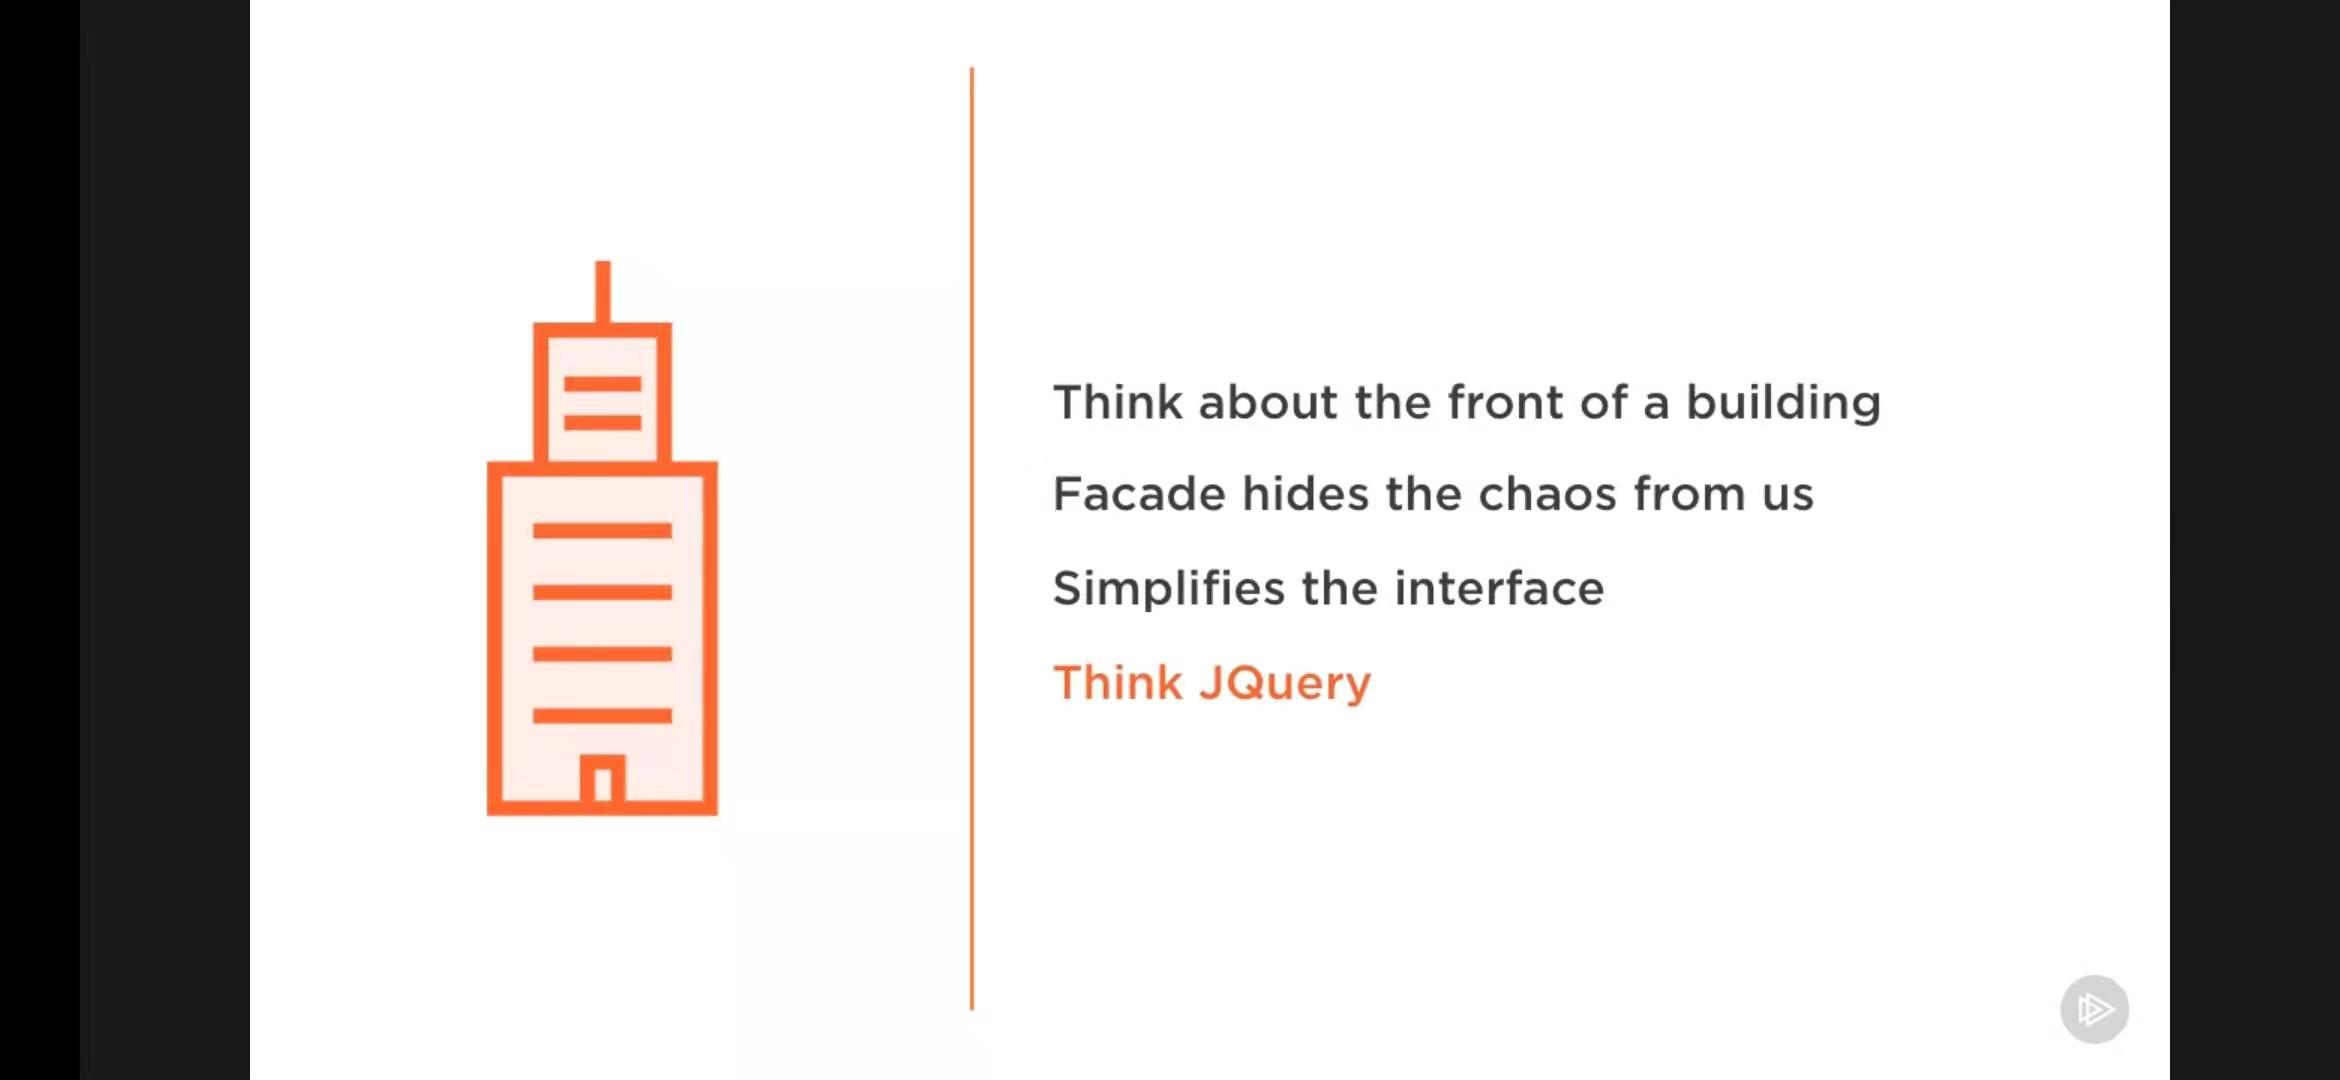 Think about the front of a building
Facade hides the chaos from us
Simplifies the interface
Think JQuery